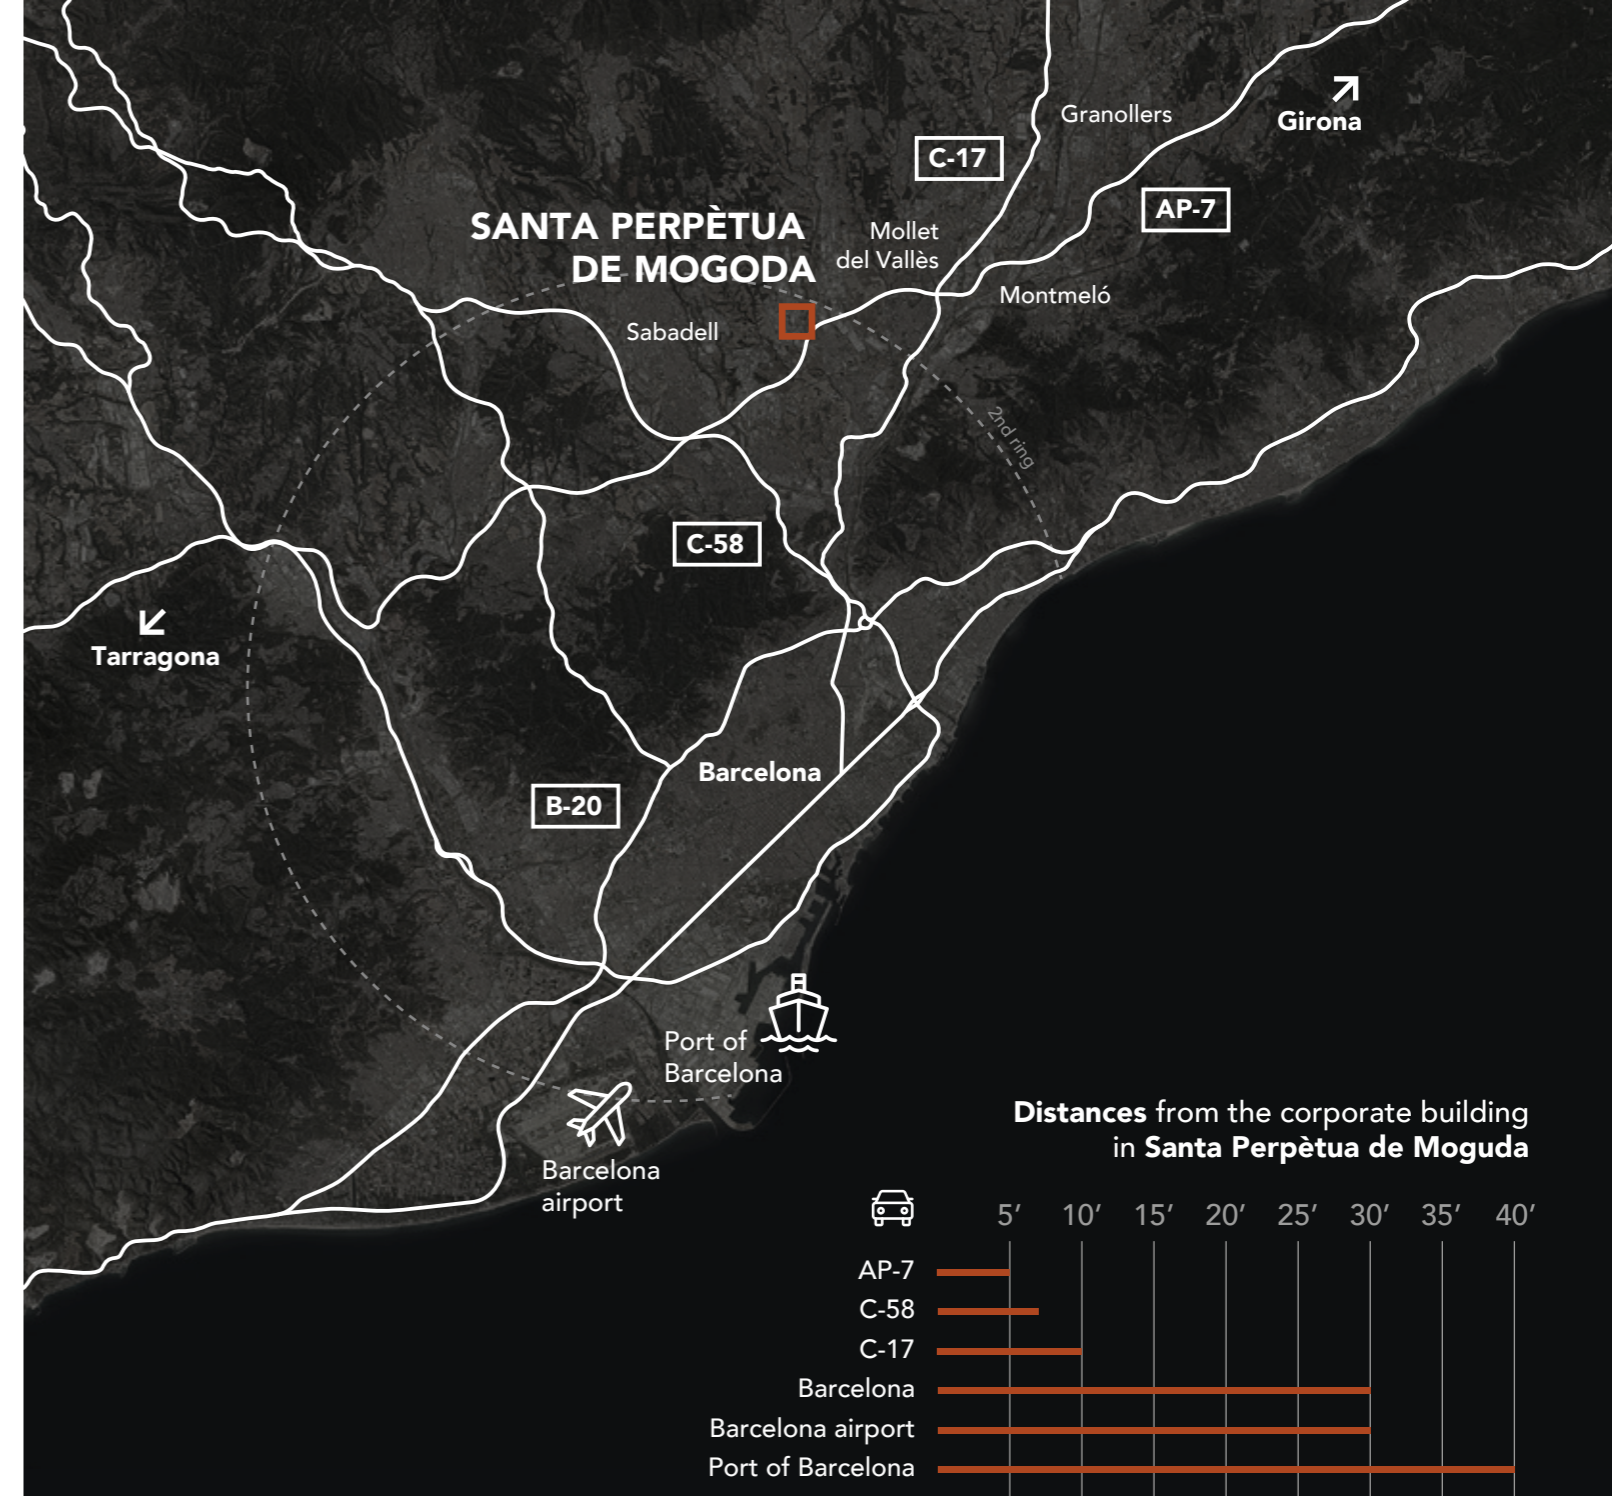 Granollers
Girona
C-17
AP-7
SANTA PERPÈTUA
DE MOGODA
Mollet
del Vallès
Montmeló
Sabadell
2nd ring
C-58
Tarragona
Barcelona
B-20
Port of
Barcelona
Barcelona
airport
Distances from the corporate building
in Santa Perpètua de Moguda
5′ 10′ 15′ 20′ 25′ 30′ 35′ 40′
AP-7
C-58
C-17
Barcelona
Barcelona airport
Port of Barcelona